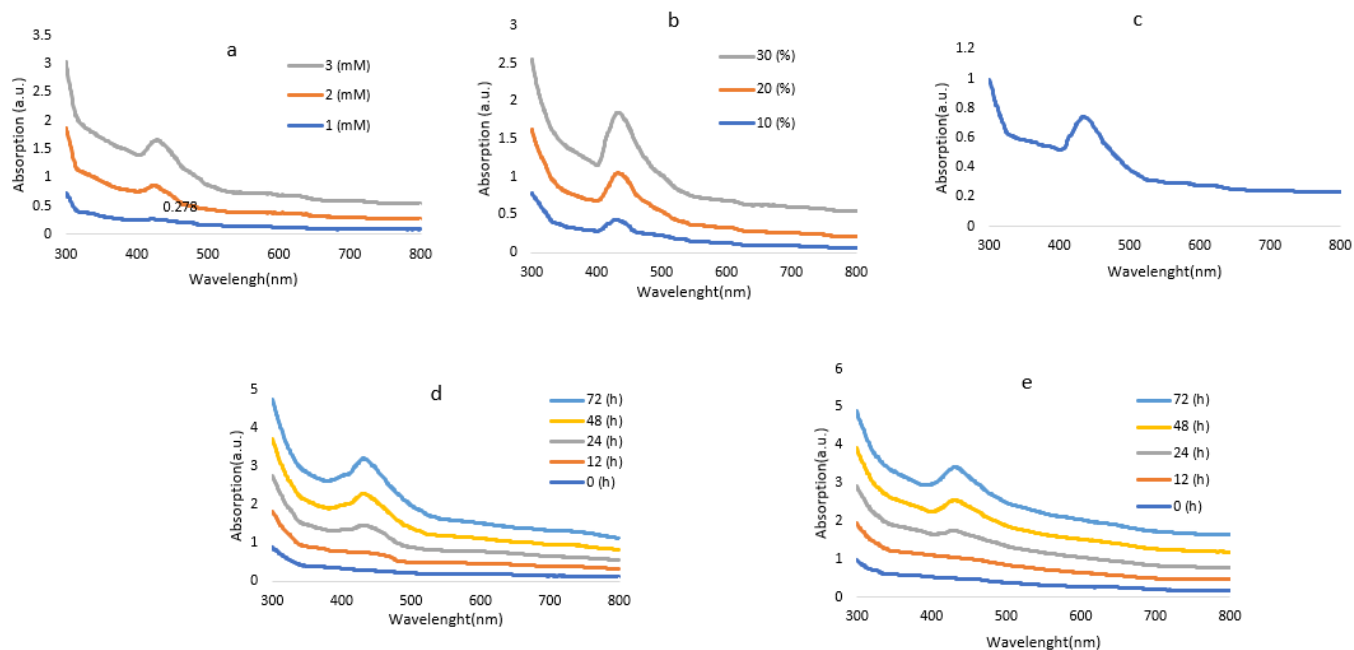 a
3.5
3
2.5
2
1.5
1
0.5
0
Absorption (a.u.)
3 (mM)
2 (mM)
1 (mM)
0.278
300 400 500 600 700 800
Wavelengh(nm)
b
3
2.5
2
1.5
1
0.5
0
Absorption (a.u.)
30 (%)
20 (%)
10 (%)
300 400 500 600 700 800
Wavelenght(nm)
c
1.2
1
0.8
0.6
0.4
0.2
0
Absorption(a.u.)
300 400 500 600 700 800
Wavelenght(nm)
d
5
4
3
2
1
0
Absorption(a.u.)
72 (h)
48 (h)
24 (h)
12 (h)
0 (h)
300 400 500 600 700 800
Wavelenght(nm)
e
6
5
4
3
2
1
0
Absorption(a.u.)
72 (h)
48 (h)
24 (h)
12 (h)
0 (h)
300 400 500 600 700 800
Wavelenght(nm)